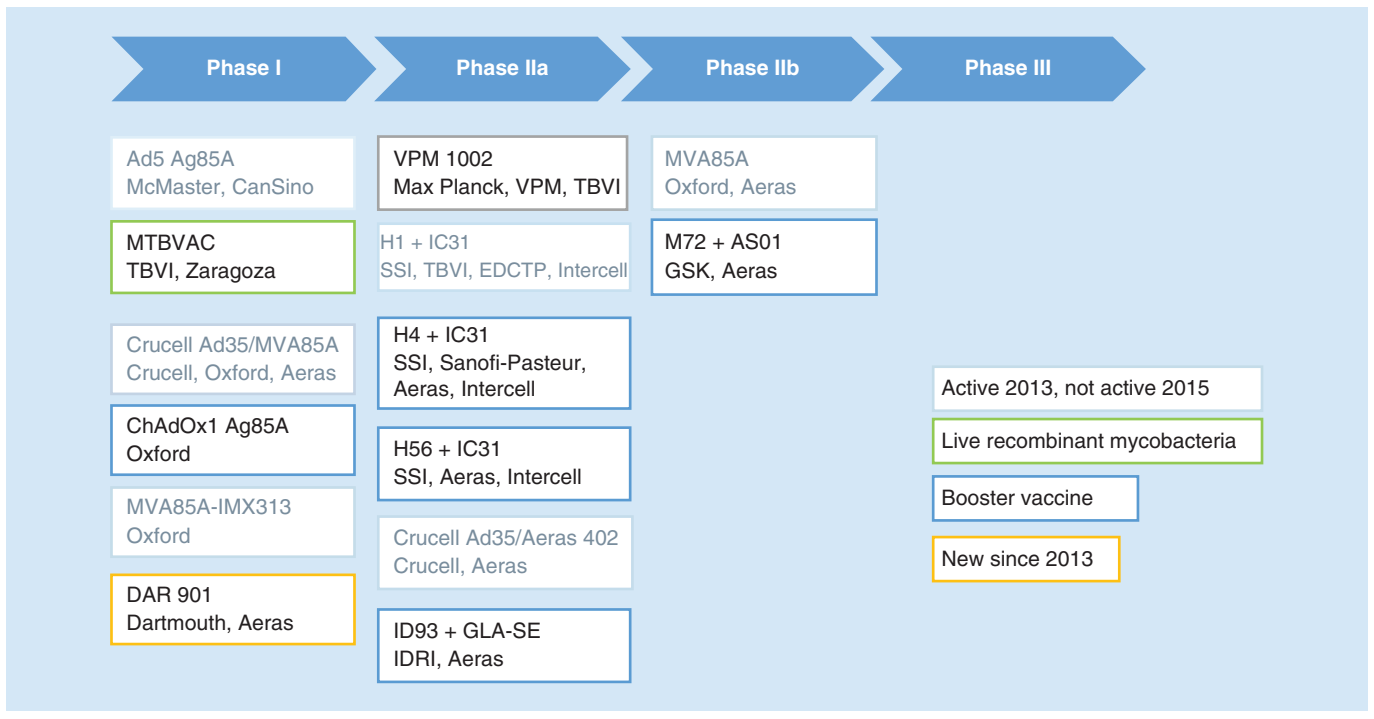 Phase I
Phase IIa
Phase IIb
Phase III
Ad5 Ag85A
McMaster, CanSino
MTBVAC
TBVI, Zaragoza
Crucell Ad35/MVA85A
Crucell, Oxford, Aeras
ChAdOx1 Ag85A
Oxford
MVA85A-IMX313
Oxford
DAR 901
Dartmouth, Aeras
VPM 1002
Max Planck, VPM, TBVI
H1 + IC31
SSI, TBVI, EDCTP, Intercell
H4 + IC31
SSI, Sanofi-Pasteur,
Aeras, Intercell
H56 + IC31
SSI, Aeras, Intercell
Crucell Ad35/Aeras 402
Crucell, Aeras
ID93 + GLA-SE
IDRI, Aeras
MVA85A
Oxford, Aeras
M72 + AS01
GSK, Aeras
Active 2013, not active 2015
Live recombinant mycobacteria
Booster vaccine
New since 2013